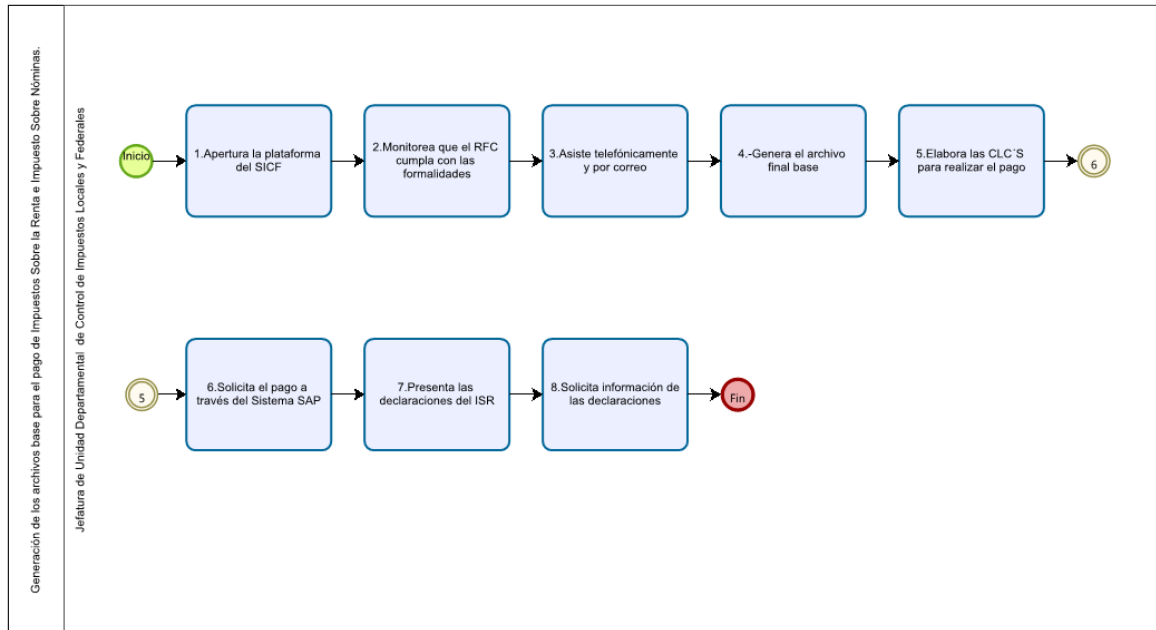 Generación de los archivos base para el pago de Impuestos Sobre la Renta e Impuesto Sobre Nóminas.
Jefatura de Unidad Departamental de Control de Impuestos Locales y Federales
Inicio
1.Apertura la plataforma
del SICF
2.Monitorea que el RFC
cumpla con las
formalidades
3.Asiste telefónicamente
y por correo
4.-Genera el archivo
final base
5.Elabora las CLC´S
para realizar el pago
6
5
6.Solicita el pago a
través del Sistema SAP
7.Presenta las
declaraciones del ISR
8.Solicita información de
las declaraciones
Fin